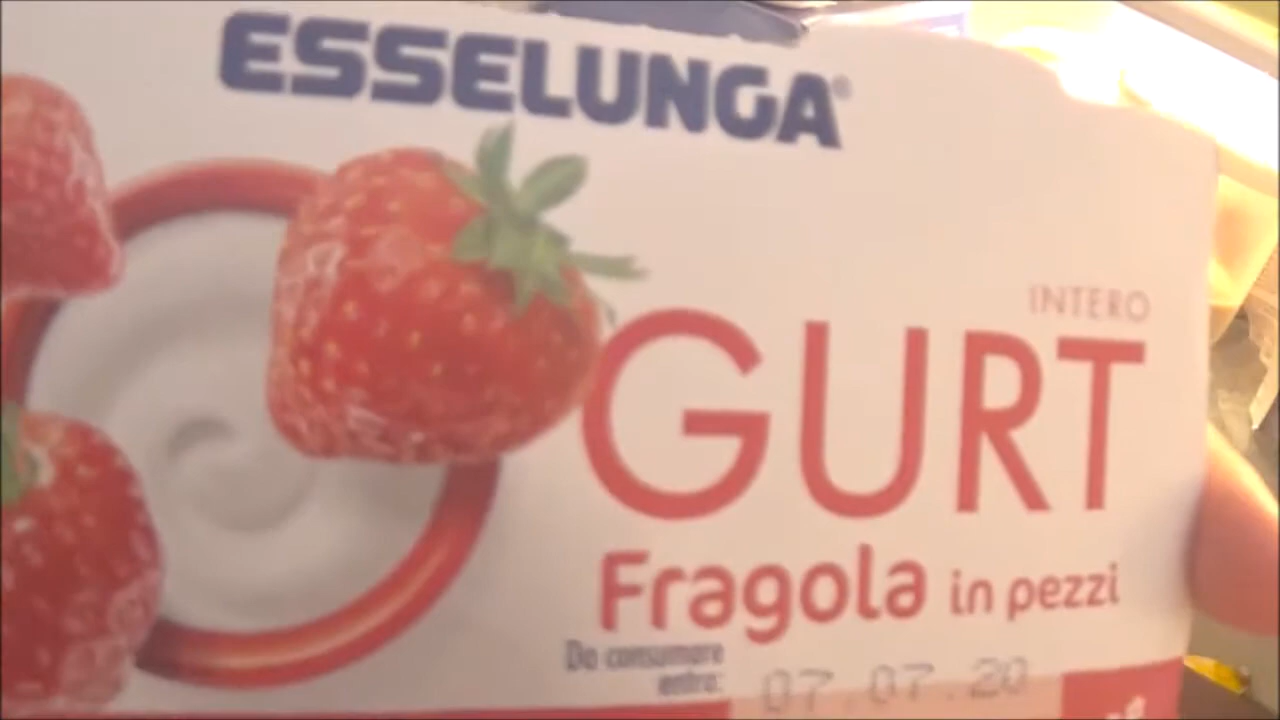 ESSELUNGA®
INTERO
GURT
Fragola in pezzi
Da consumare
entro: 07.07.20